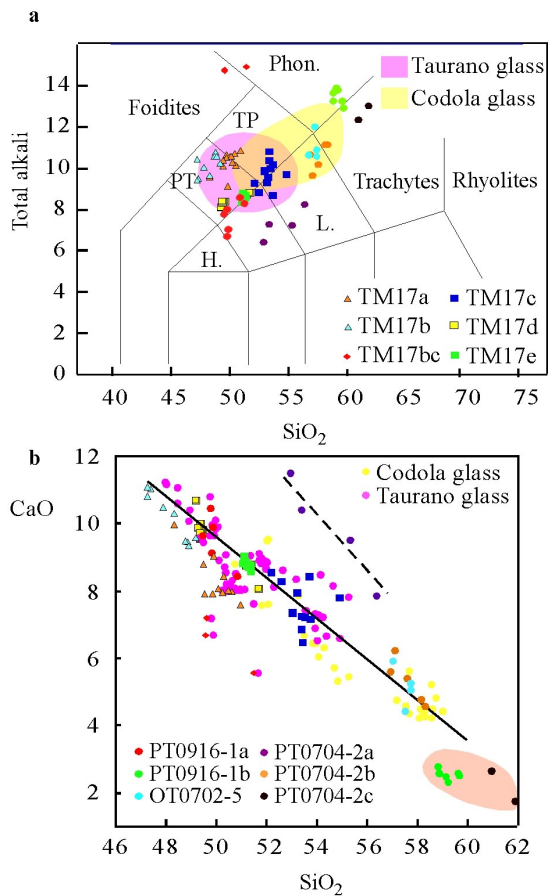 a
14
12
10
8
6
4
2
0
Total alkali
Phon.
Taurano glass
Codola glass
Foidites
TP
PT
Trachytes
Rhyolites
L.
H.
TM17a
TM17c
TM17b
TM17d
TM17bc
TM17e
40 45 50 55 60 65 70 75
SiO₂
b
12
10
8
6
4
2
CaO
Codola glass
Taurano glass
PT0916-1a
PT0704-2a
PT0916-1b
PT0704-2b
OT0702-5
PT0704-2c
46 48 50 52 54 56 58 60 62
SiO₂